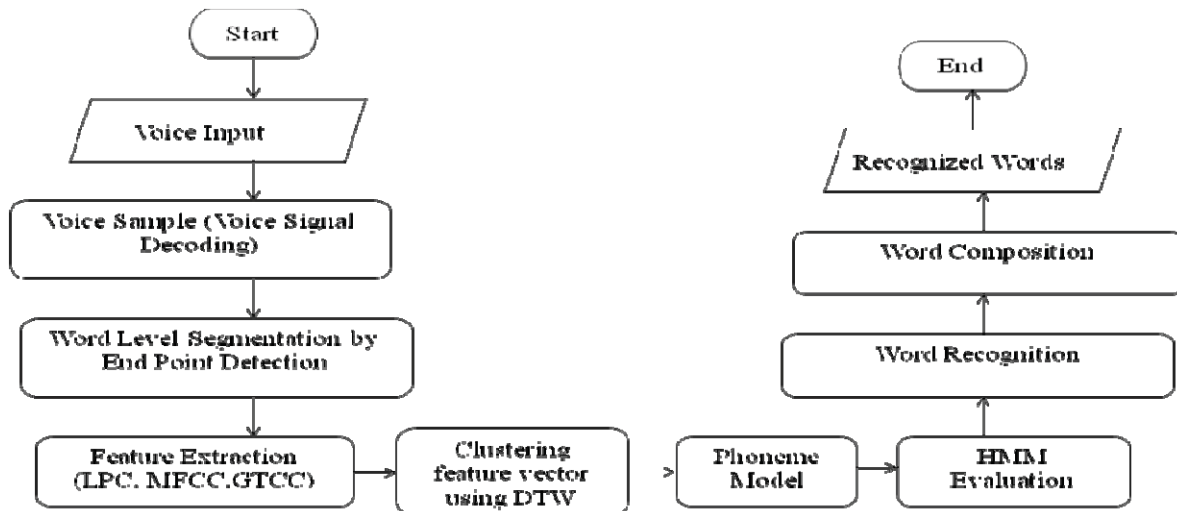 Start
Voice Input
Voice Sample (Voice Signal
Decoding)
Word Level Segmentation by
End Point Detection
Feature Extraction
(LPC, MFCC,GTCC)
Clustering
feature vector
using DTW
Phoneme
Model
HMM
Evaluation
Word Recognition
Word Composition
Recognized Words
End